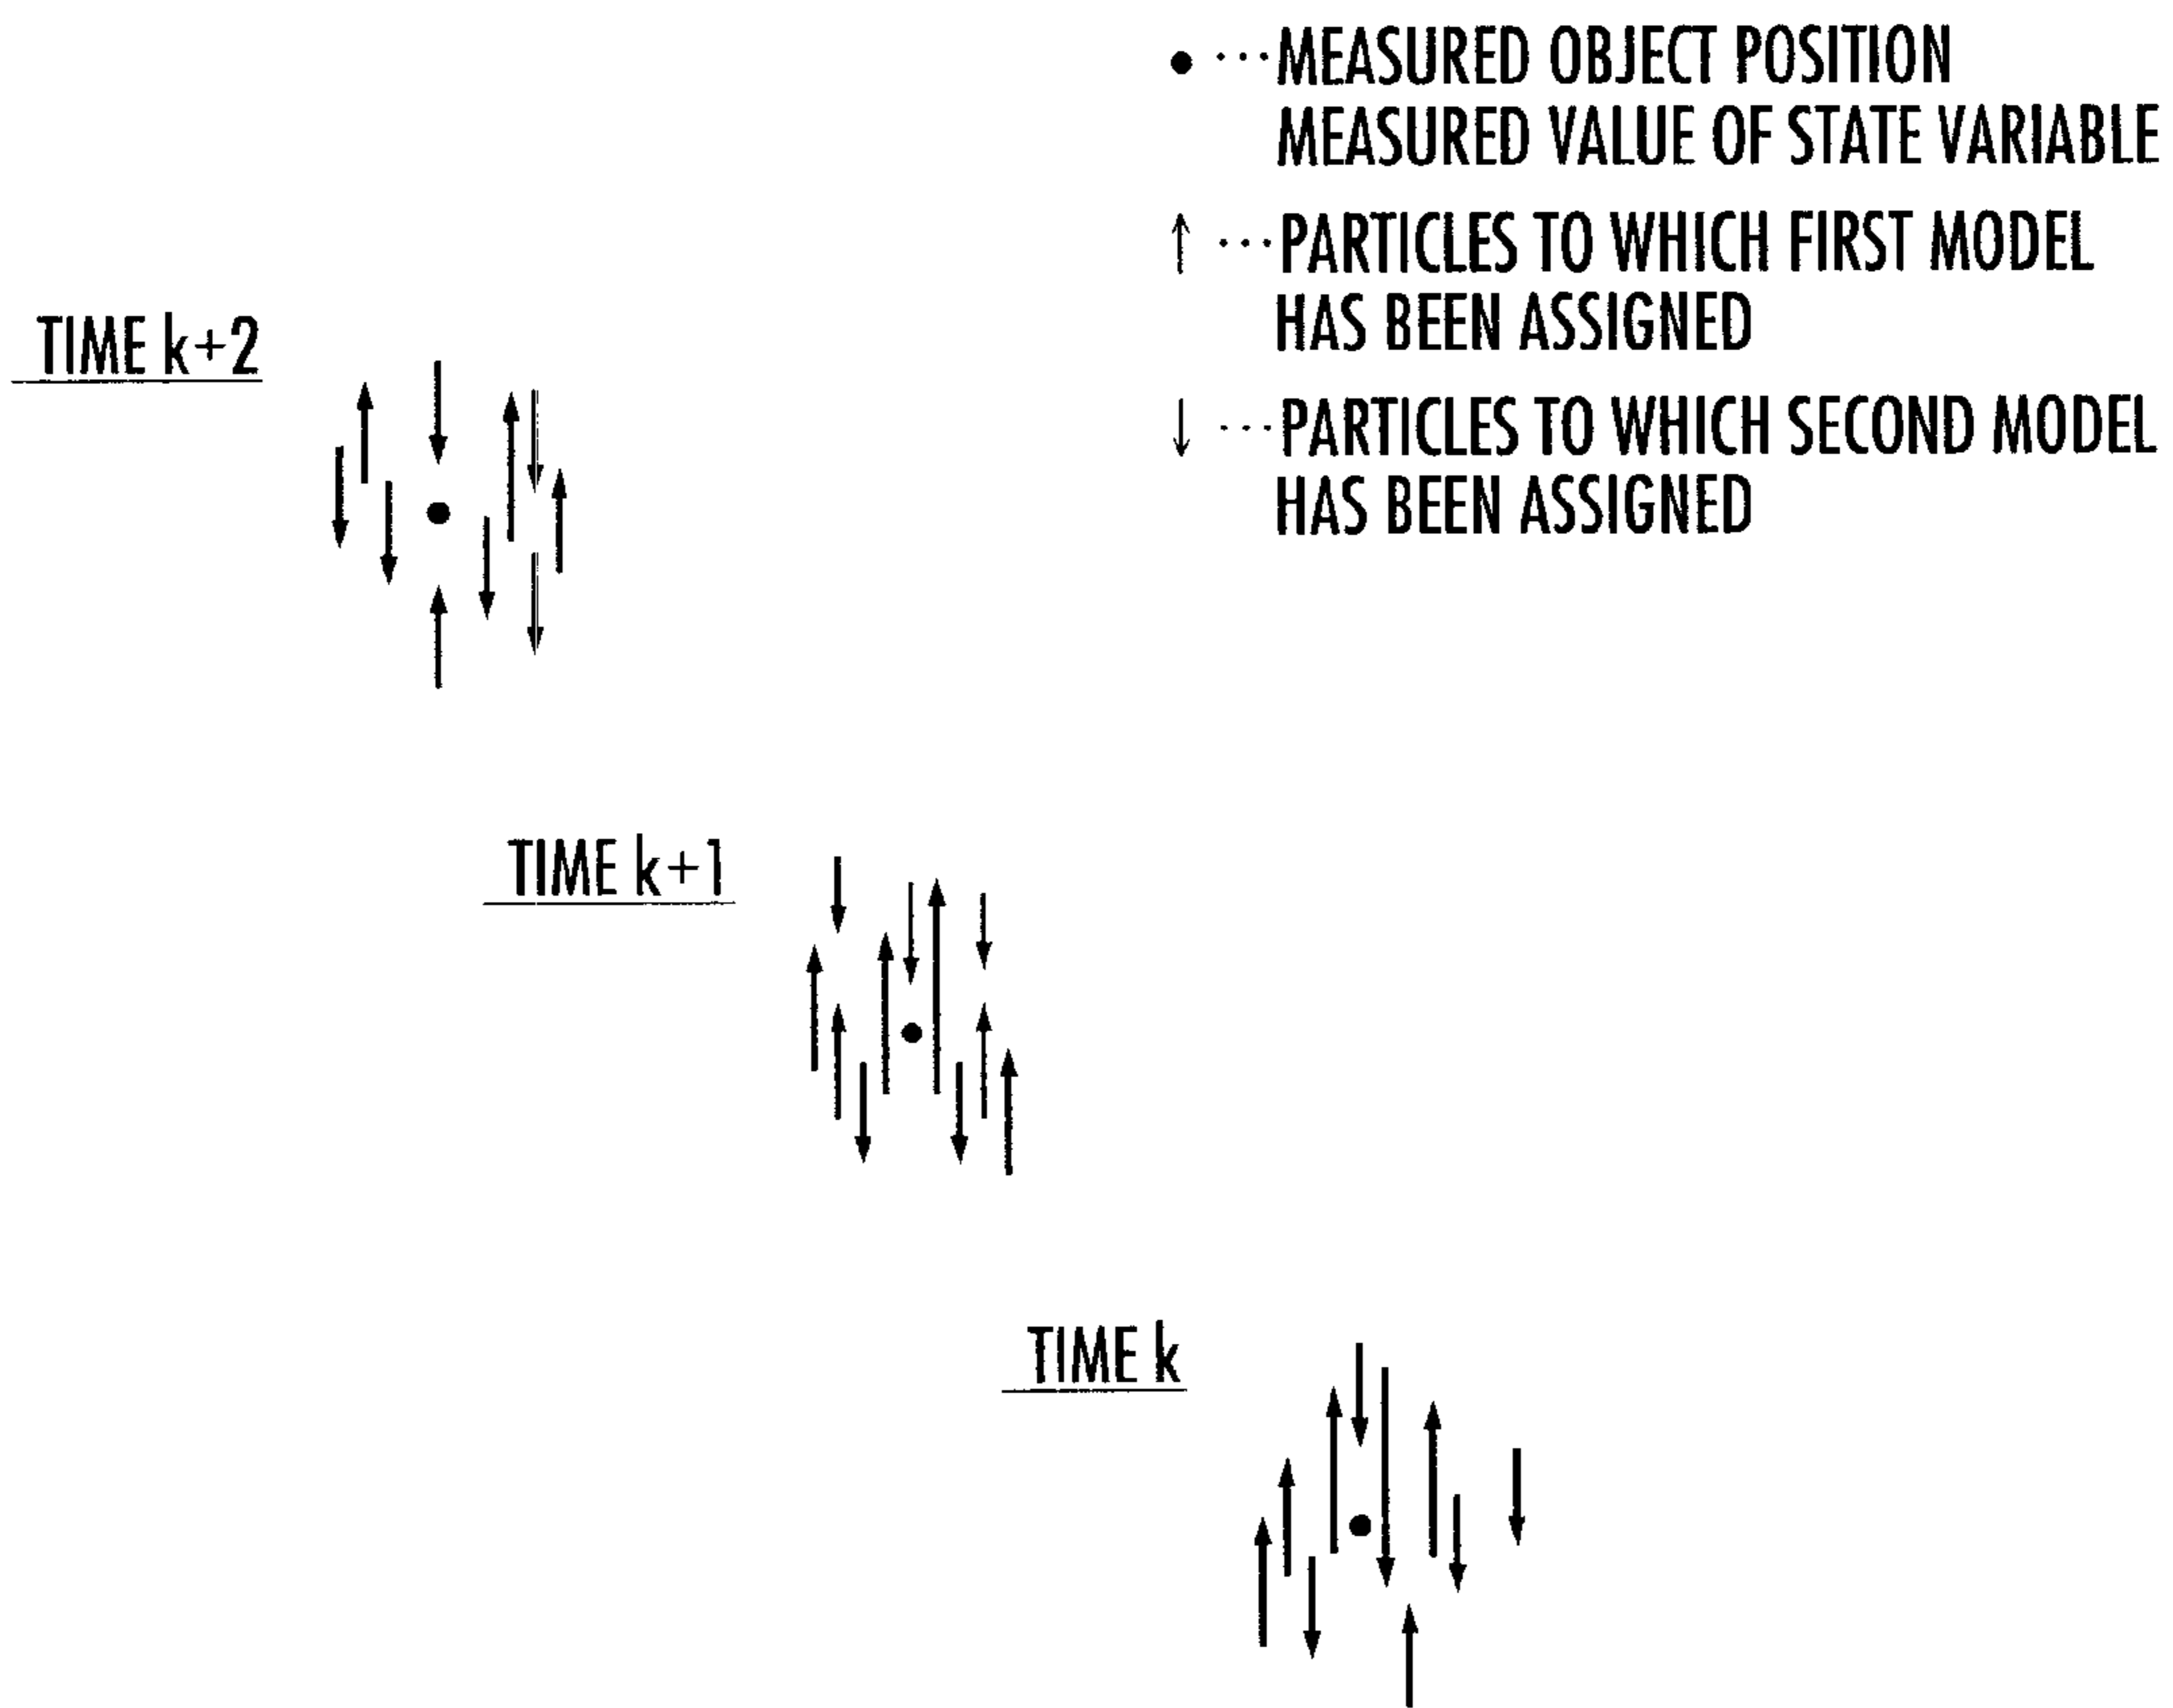 ● ···MEASURED OBJECT POSITION
MEASURED VALUE OF STATE VARIABLE
↑ ···PARTICLES TO WHICH FIRST MODEL
HAS BEEN ASSIGNED
↓ ···PARTICLES TO WHICH SECOND MODEL
HAS BEEN ASSIGNED
TIME k+2
TIME k+1
TIME k